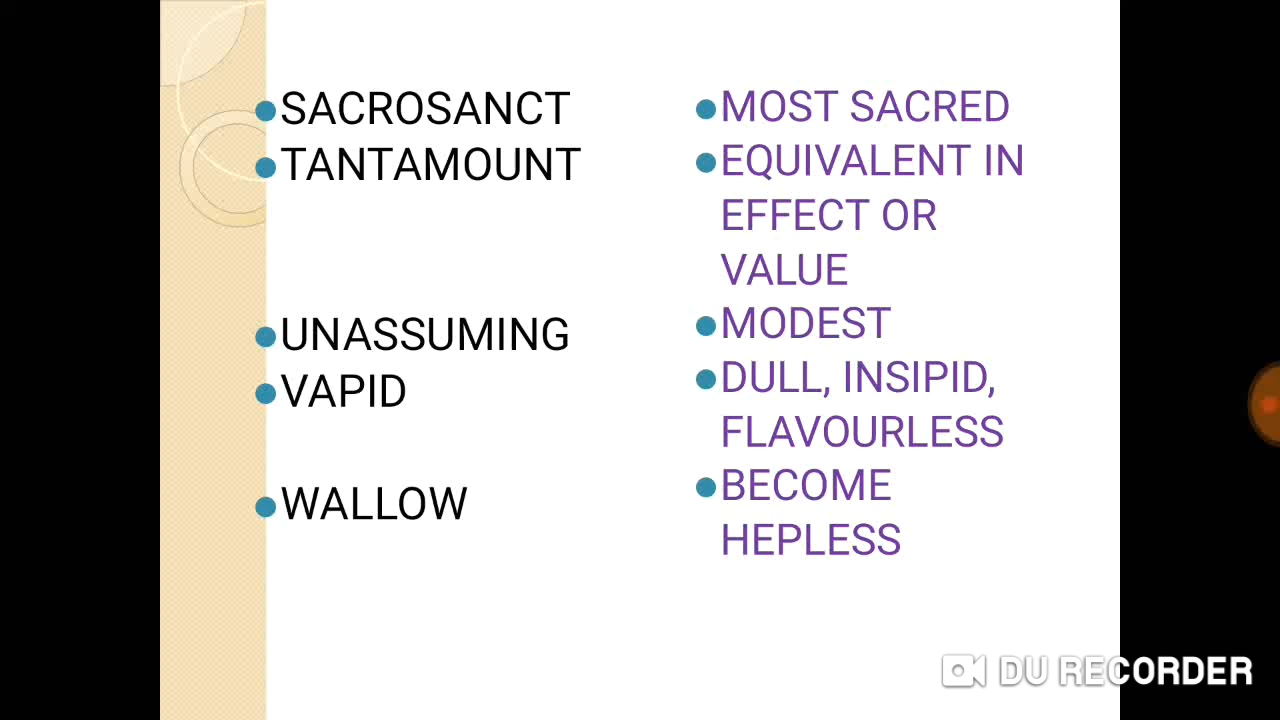 SACROSANCT
TANTAMOUNT
UNASSUMING
VAPID
WALLOW
MOST SACRED
EQUIVALENT IN
EFFECT OR
VALUE
MODEST
DULL, INSIPID,
FLAVOURLESS
BECOME
HEPLESS
DU RECORDER